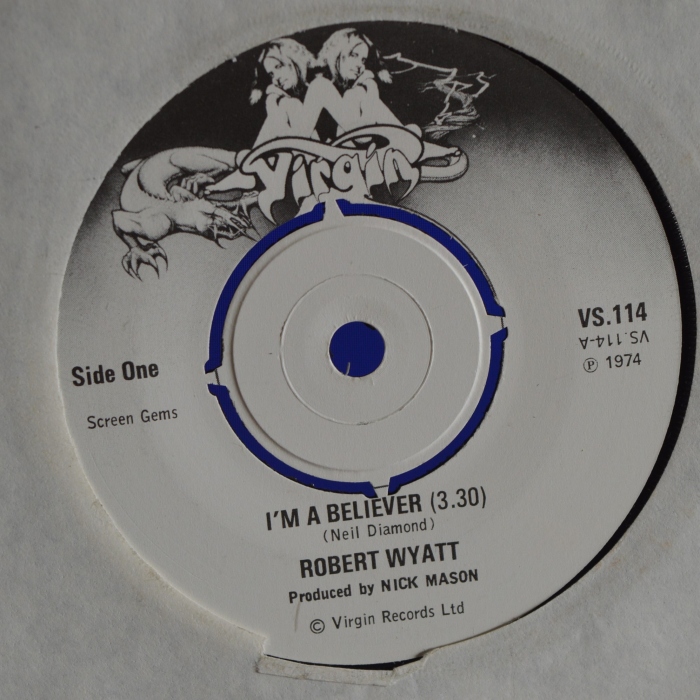 Virgin
VS.114
VS.114-A
Ⓟ 1974
Side One
Screen Gems
I'M A BELIEVER (3.30)
(Neil Diamond)
ROBERT WYATT
Produced by NICK MASON
© Virgin Records Ltd